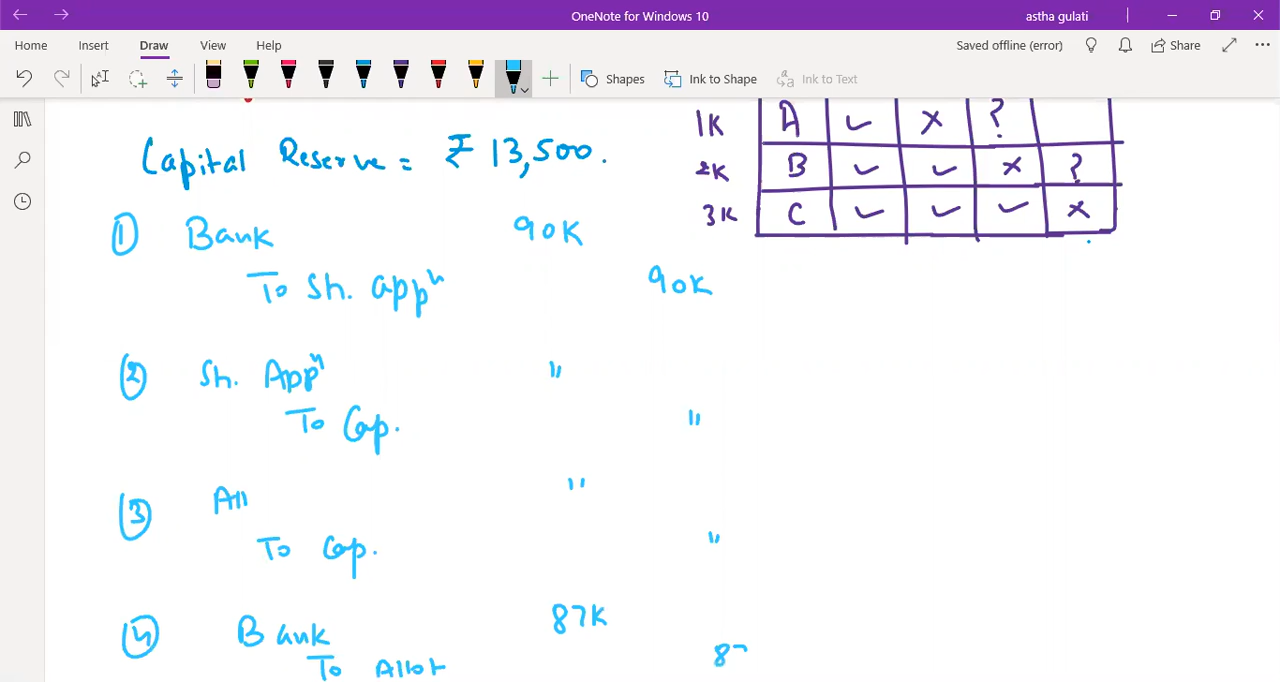 OneNote for Windows 10
astha gulati
Home Insert Draw View Help
Saved offline (error) Share
Shapes Ink to Shape Ink to Text
1K A ✓ × ?
2K B ✓ ✓ × ?
3K C ✓ ✓ ✓ ×
Capital Reserve = ₹ 13,500.
① Bank 90K
To Sh. appⁿ 90K
② Sh. Appⁿ "
To Cap. "
③ All "
To Cap. "
④ Bank 87K
To Allot 87